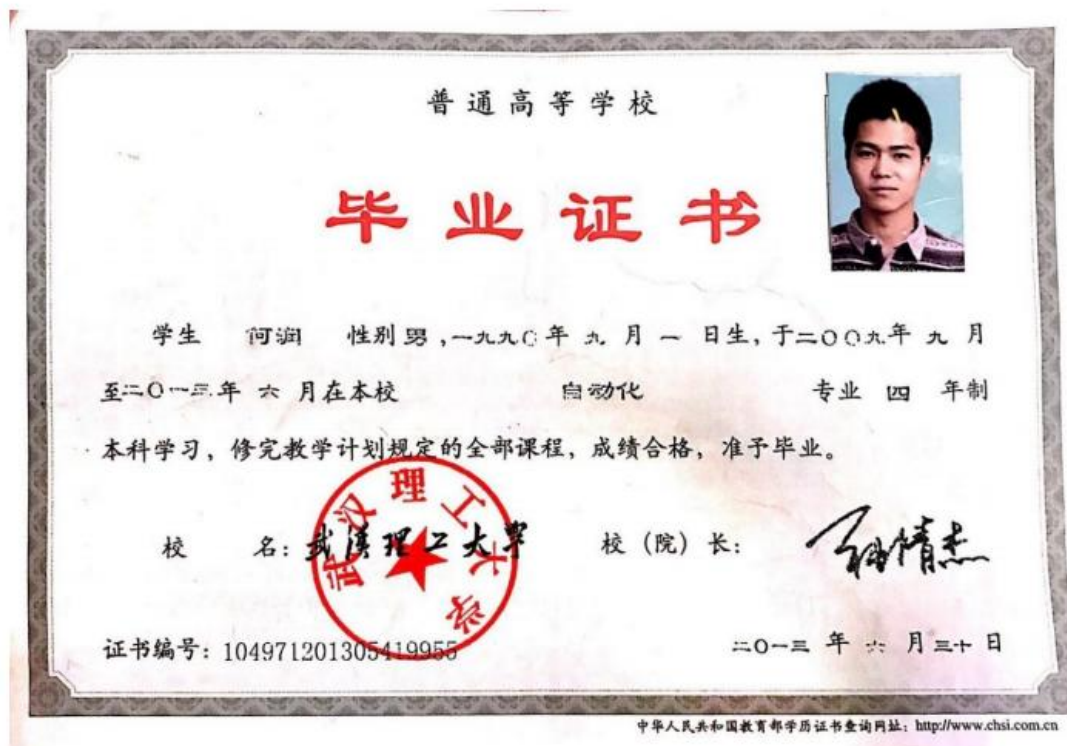 普通高等学校
毕业证书
学生 何润 性别 男,一九九〇年 九 月 一 日生,于二〇〇九年 九 月
至二〇一三年 六 月在本校 自动化 专业 四 年制
本科学习,修完教学计划规定的全部课程,成绩合格,准予毕业。
校 名:武漢理工大学 校(院)长:
武汉理工大学
证书编号:104971201305419955 二〇一三 年 六 月三十日
中华人民共和国教育部学历证书查询网址:http://www.chsi.com.cn